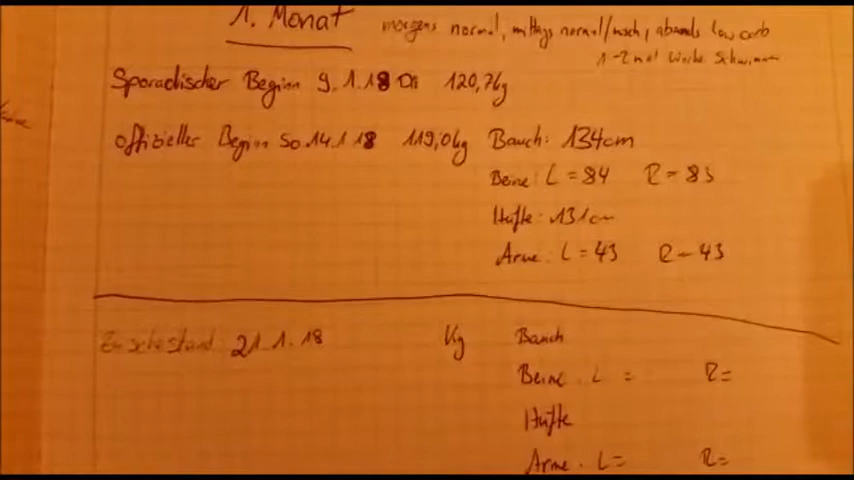 1. Monat
morgens normal, mittags normal/nosh, abends low carb
1-2 mal Woche Schwimmen
Sporadischer Beginn 9.1.18 Di 120,7kg
offizieller Beginn So 14.1.18 119,0kg Bauch: 134cm
Beine: L = 84 R = 83
Hüfte: 131cm
Arme: L = 43 R = 43
Zwischestand 21.1.18 Kg Bauch
Beine: L = R =
Hüfte
Arme: L = R =